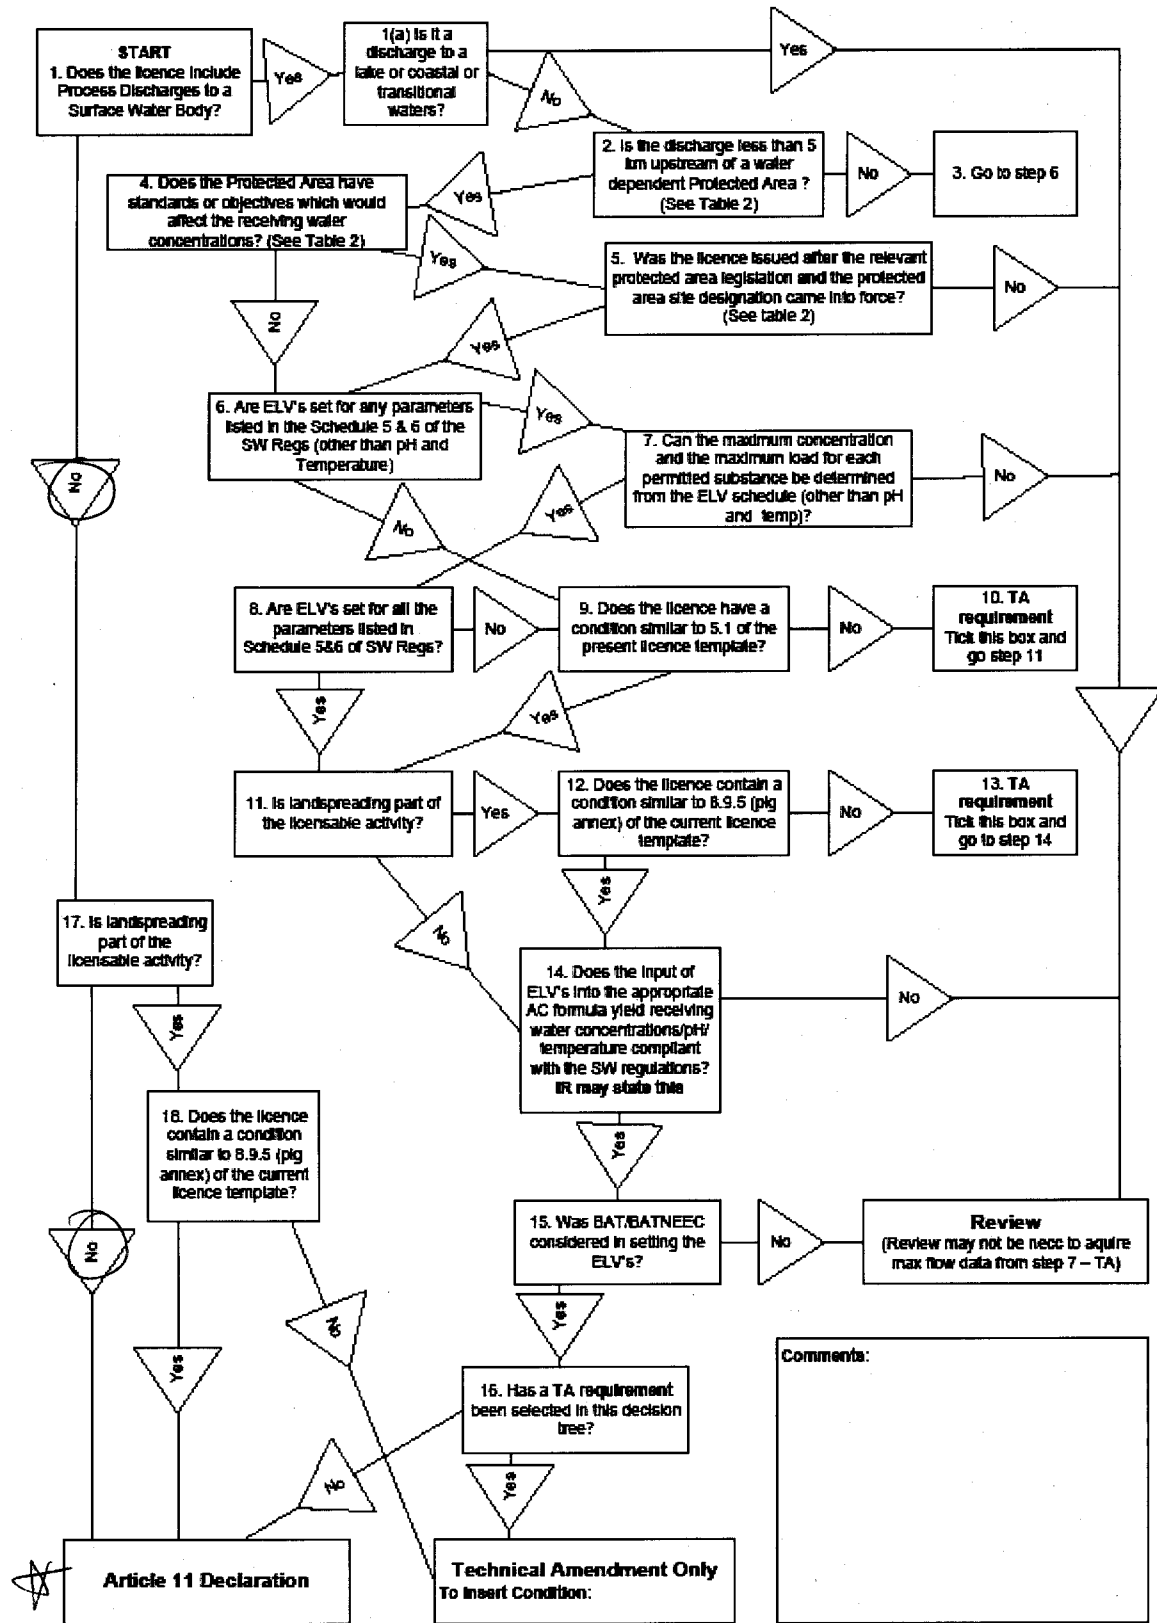 START
1. Does the licence include
Process Discharges to a
Surface Water Body?
Yes
1(a) Is it a
discharge to a
lake or coastal or
transitional
waters?
Yes
No
2. Is the discharge less than 5
km upstream of a water
dependent Protected Area ?
(See Table 2)
No
3. Go to step 6
Yes
4. Does the Protected Area have
standards or objectives which would
affect the receiving water
concentrations? (See Table 2)
Yes
No
5. Was the licence issued after the relevant
protected area legislation and the protected
area site designation came into force?
(See table 2)
No
Yes
6. Are ELV's set for any parameters
listed in the Schedule 5 & 6 of the
SW Regs (other than pH and
Temperature)
Yes
No
7. Can the maximum concentration
and the maximum load for each
permitted substance be determined
from the ELV schedule (other than pH
and temp)?
No
Yes
No
8. Are ELV's set for all the
parameters listed in
Schedule 5&6 of SW Regs?
No
9. Does the licence have a
condition similar to 5.1 of the
present licence template?
No
10. TA
requirement
Tick this box and
go step 11
Yes
Yes
11. Is landspreading part of
the licensable activity?
Yes
12. Does the licence contain a
condition similar to 8.9.5 (pig
annex) of the current licence
template?
No
13. TA
requirement
Tick this box and
go to step 14
No
Yes
14. Does the input of
ELV's into the appropriate
AC formula yield receiving
water concentrations/pH/
temperature compliant
with the SW regulations?
IR may state this
No
Yes
17. Is landspreading
part of the
licensable activity?
Yes
No
18. Does the licence
contain a condition
similar to 8.9.5 (pig
annex) of the current
licence template?
Yes
No
15. Was BAT/BATNEEC
considered in setting the
ELV's?
No
Review
(Review may not be necc to aquire
max flow data from step 7 – TA)
Yes
16. Has a TA requirement
been selected in this decision
tree?
No
Yes
Article 11 Declaration
Technical Amendment Only
To Insert Condition:
Comments: